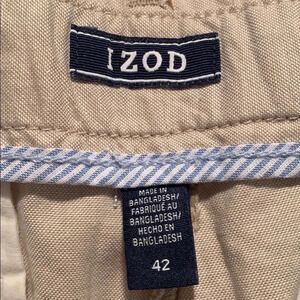 IZOD
MADE IN
BANGLADESH/
FABRIQUÉ AU
BANGLADESH/
HECHO EN
BANGLADESH
42